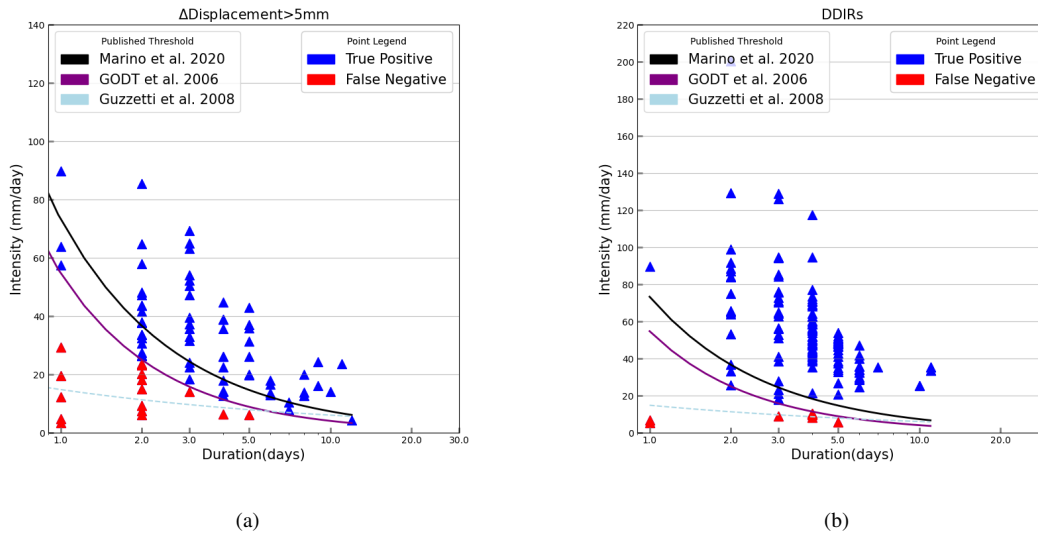 ΔDisplacement>5mm
140
120
100
80
60
40
20
0
Intensity (mm/day)
Published Threshold
Marino et al. 2020
GODT et al. 2006
Guzzetti et al. 2008
Point Legend
True Positive
False Negative
1.0
2.0
3.0
5.0
10.0
20.0
30.0
Duration(days)
(a)
DDIRs
220
200
180
160
140
120
100
80
60
40
20
0
Intensity (mm/day)
Published Threshold
Marino et al. 2020
GODT et al. 2006
Guzzetti et al. 2008
Point Legend
True Positive
False Negative
1.0
2.0
3.0
5.0
10.0
20.0
Duration(days)
(b)